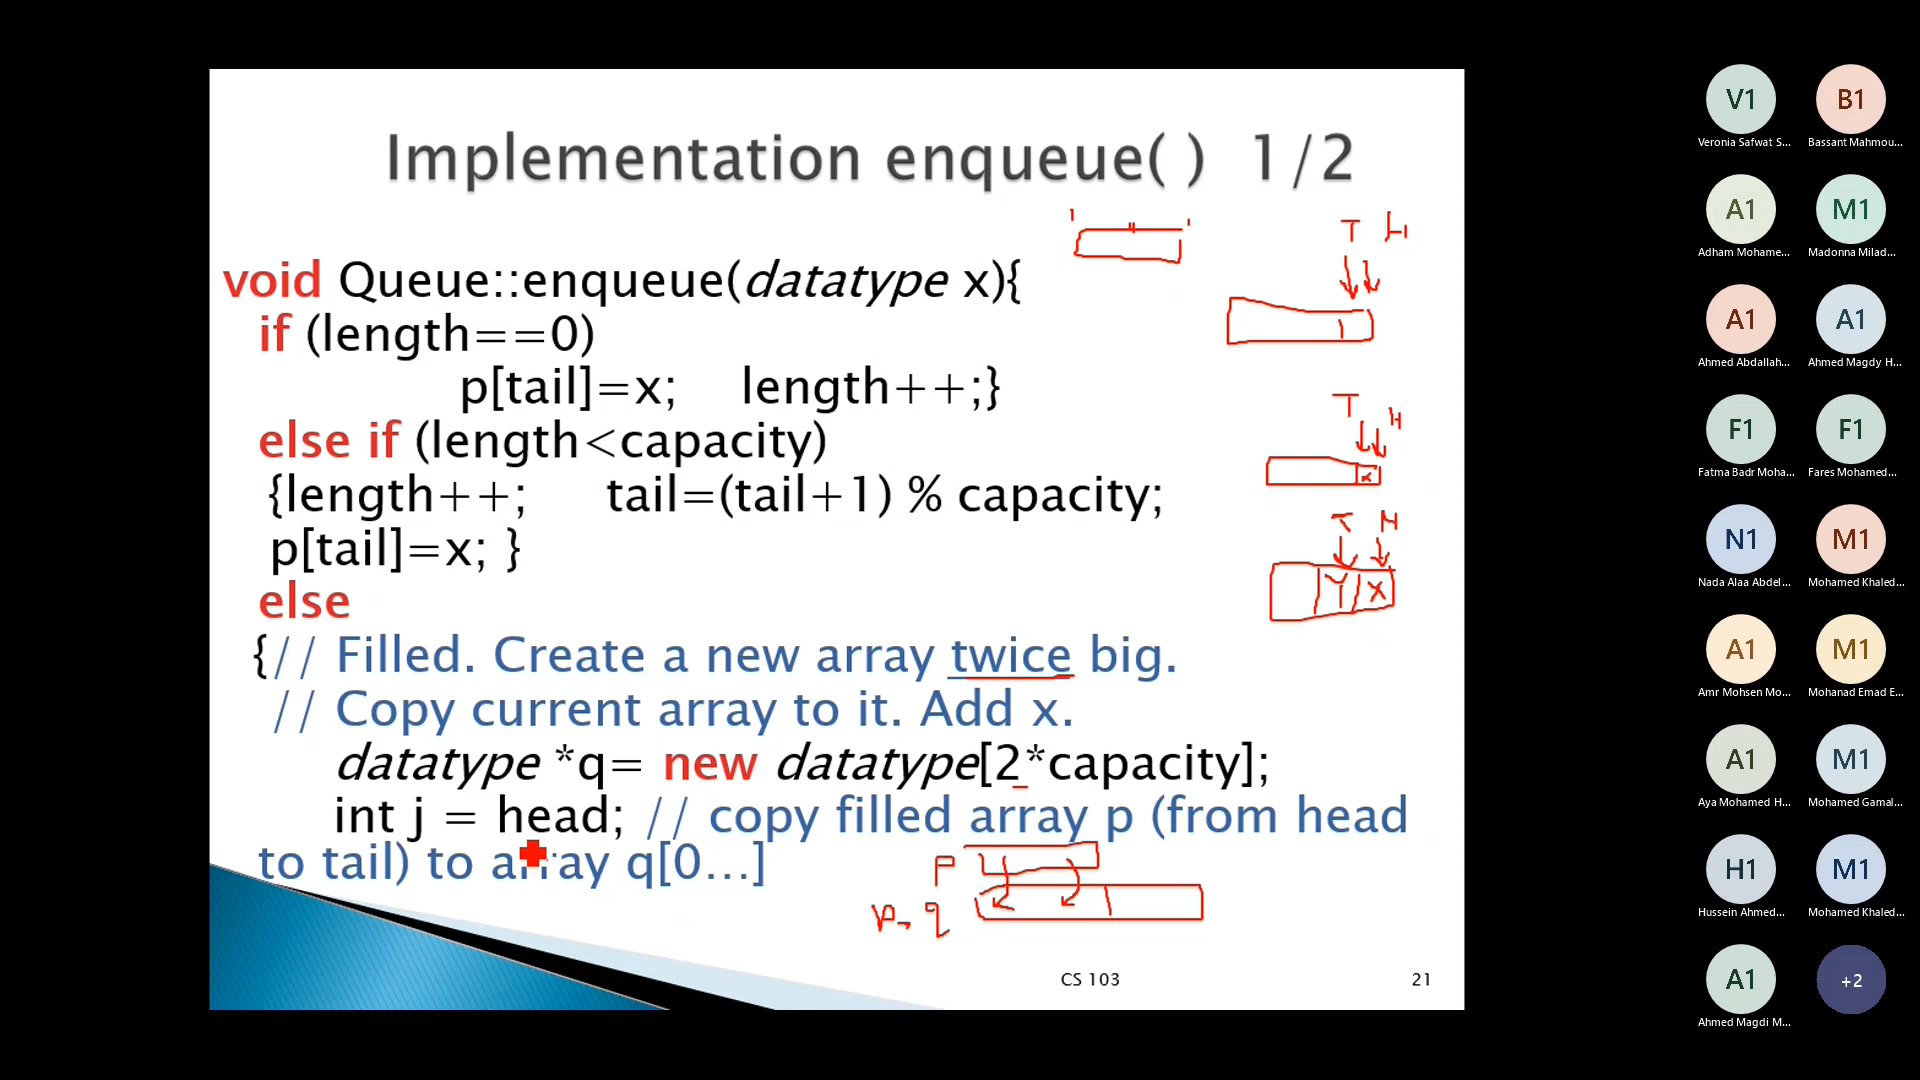 Implementation enqueue( ) 1/2
void Queue::enqueue(datatype x){
if (length==0)
p[tail]=x; length++;}
else if (length<capacity)
{length++; tail=(tail+1) % capacity;
p[tail]=x; }
else
{// Filled. Create a new array twice big.
// Copy current array to it. Add x.
datatype *q= new datatype[2*capacity];
int j = head; // copy filled array p (from head
to tail) to array q[0...]
CS 103
21
T H
T H
x
T H
Y X
P
P, q
V1
Veronia Safwat S...
B1
Bassant Mahmou...
A1
Adham Mohame...
M1
Madonna Milad...
A1
Ahmed Abdallah...
A1
Ahmed Magdy H...
F1
Fatma Badr Moha...
F1
Fares Mohamed...
N1
Nada Alaa Abdel...
M1
Mohamed Khaled...
A1
Amr Mohsen Mo...
M1
Mohanad Emad E...
A1
Aya Mohamed H...
M1
Mohamed Gamal...
H1
Hussein Ahmed...
M1
Mohamed Khaled...
A1
Ahmed Magdi M...
+2